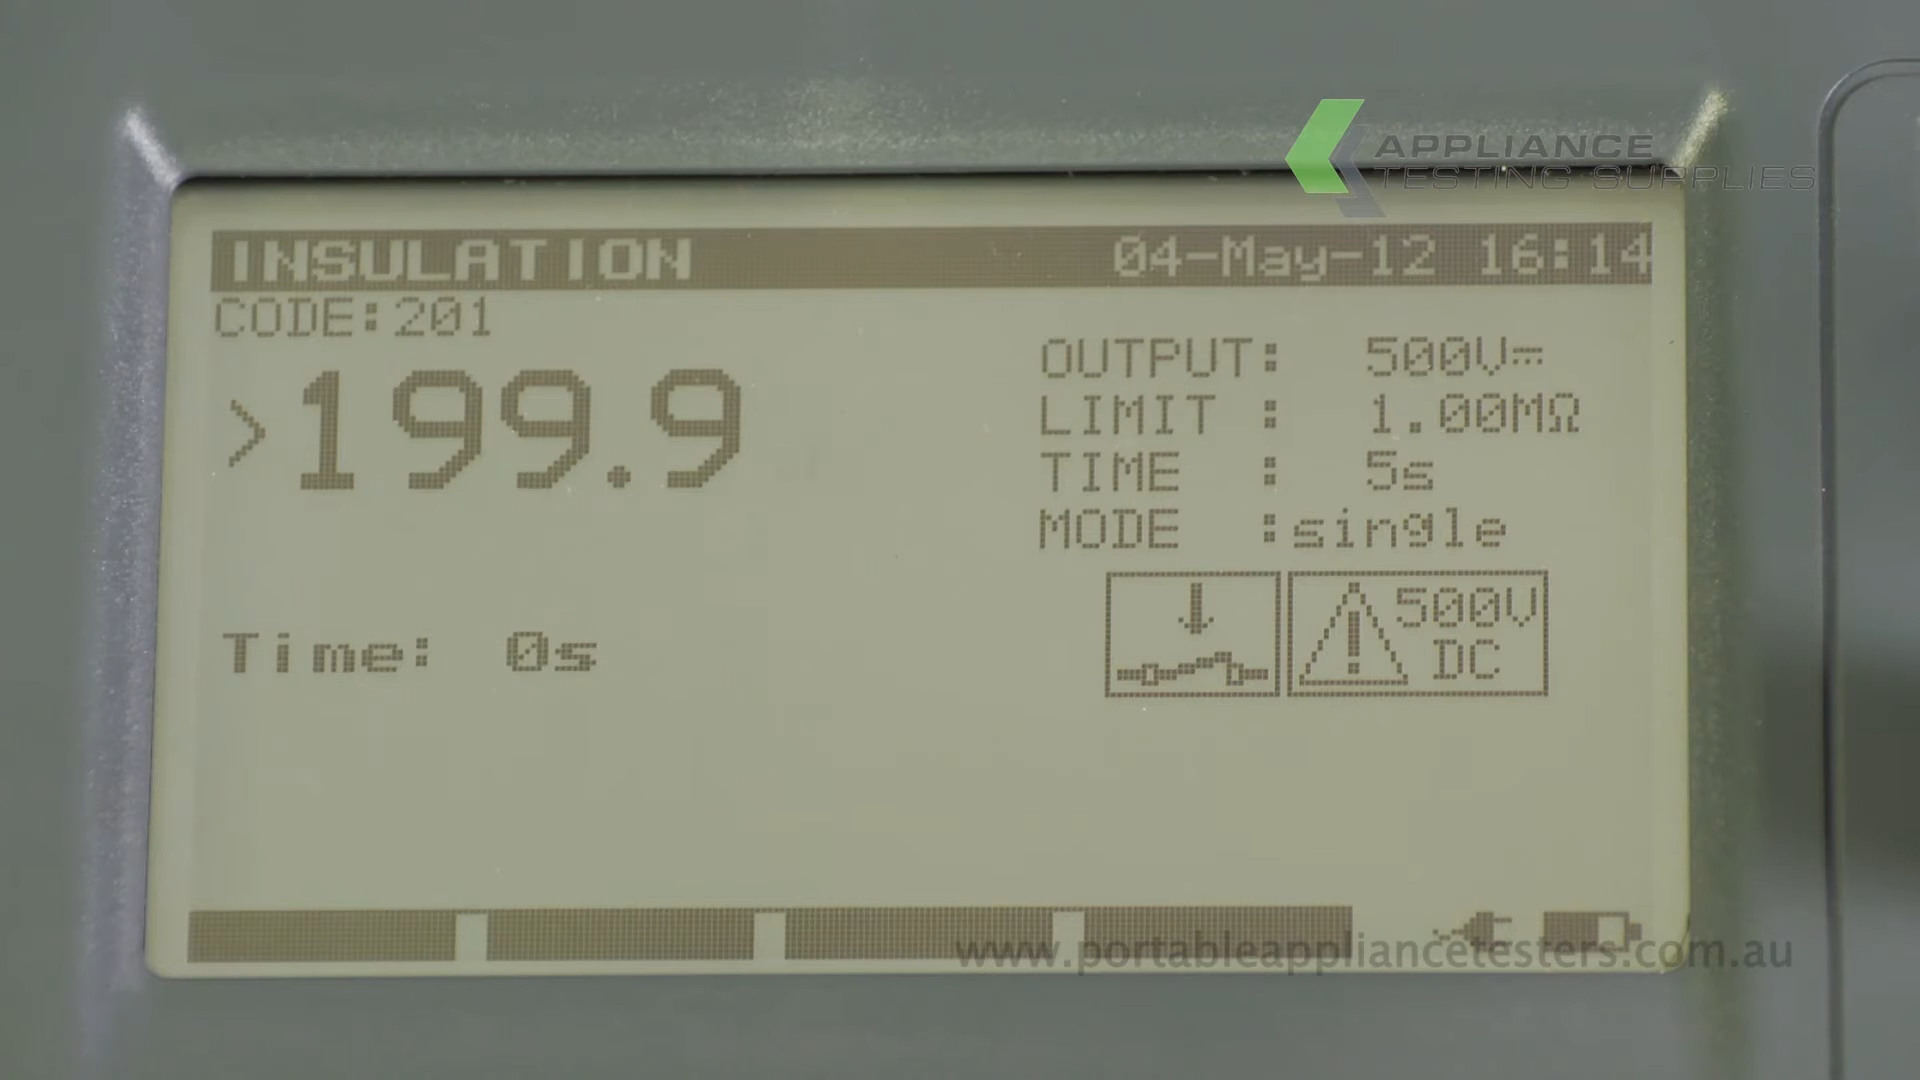 APPLIANCE
TESTING SUPPLIES
INSULATION 04-May-12 16:14
CODE:201
>199.9
OUTPUT: 500V⎓
LIMIT : 1.00MΩ
TIME : 5s
MODE :single
Time: 0s
500V
DC
www.portableappliancetesters.com.au